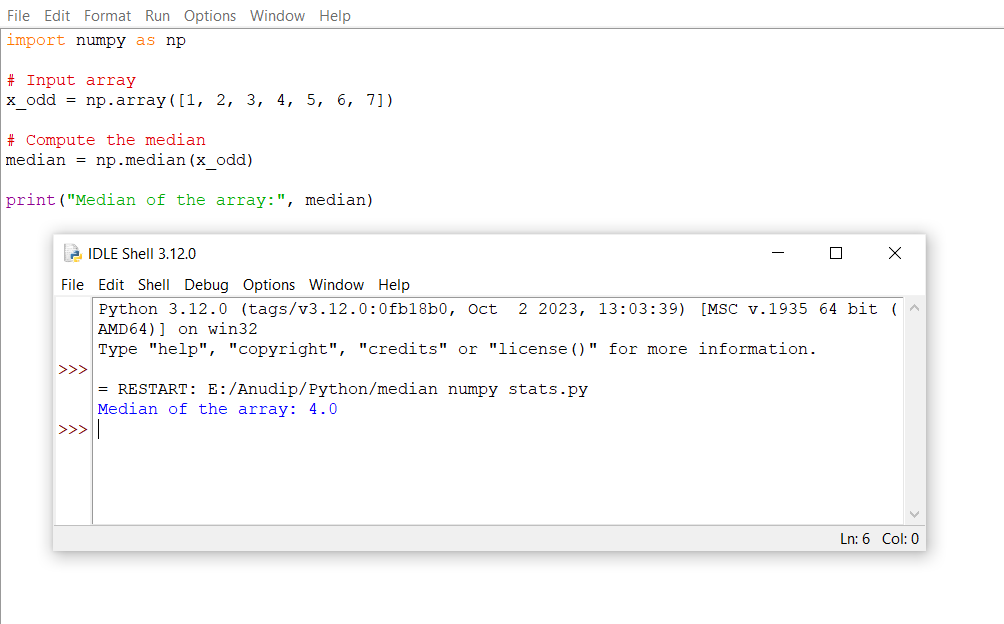 File Edit Format Run Options Window Help
import numpy as np
# Input array
x_odd = np.array([1, 2, 3, 4, 5, 6, 7])
# Compute the median
median = np.median(x_odd)
print("Median of the array:", median)
IDLE Shell 3.12.0
File Edit Shell Debug Options Window Help
Python 3.12.0 (tags/v3.12.0:0fb18b0, Oct  2 2023, 13:03:39) [MSC v.1935 64 bit (
AMD64)] on win32
Type "help", "copyright", "credits" or "license()" for more information.
>>>
= RESTART: E:/Anudip/Python/median numpy stats.py
Median of the array: 4.0
>>>
Ln: 6 Col: 0